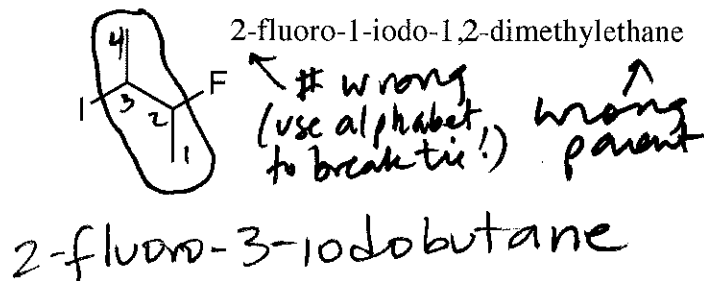 2-fluoro-1-iodo-1,2-dimethylethane
4
F
I
3
2
1
# wrong
(use alphabet
to break tie!)
wrong
parent
2-fluoro-3-iodobutane